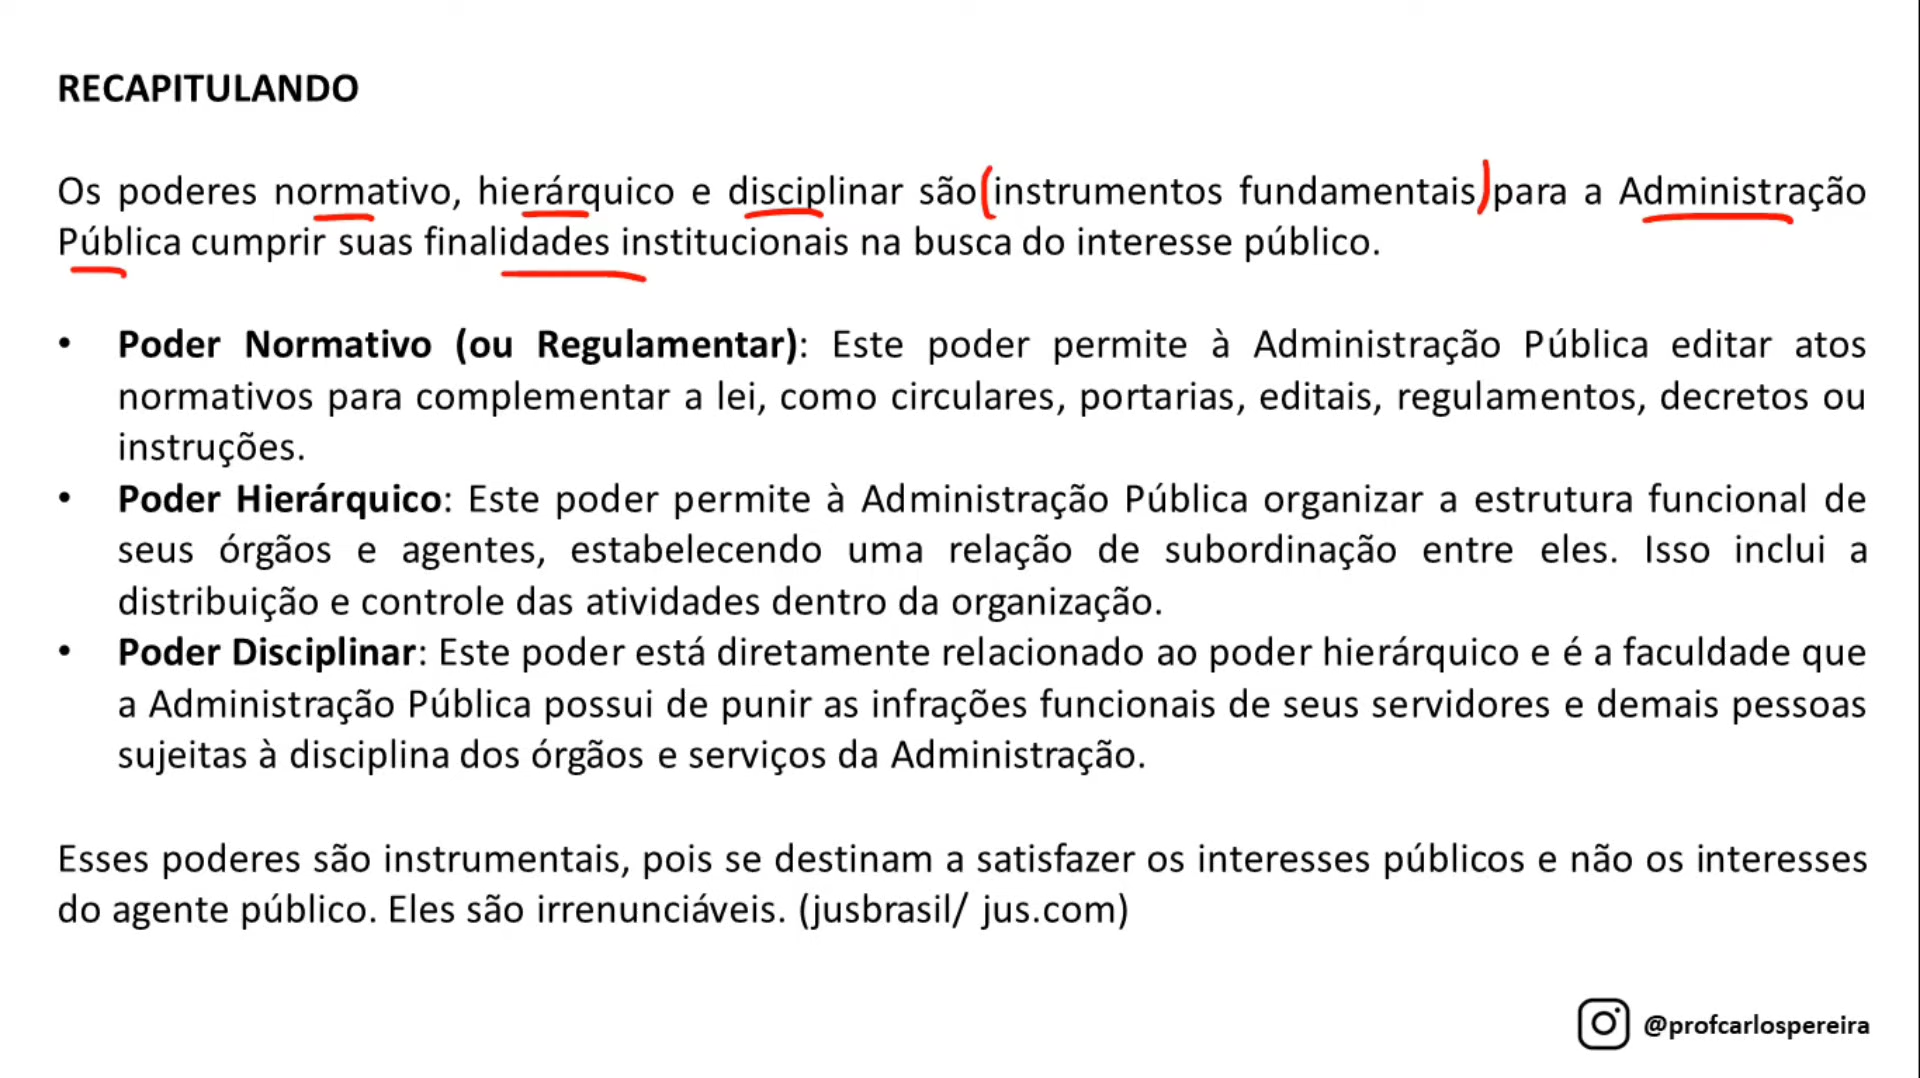 RECAPITULANDO
Os poderes normativo, hierárquico e disciplinar são(instrumentos fundamentais)para a Administração
Pública cumprir suas finalidades institucionais na busca do interesse público.
• Poder Normativo (ou Regulamentar): Este poder permite à Administração Pública editar atos
normativos para complementar a lei, como circulares, portarias, editais, regulamentos, decretos ou
instruções.
• Poder Hierárquico: Este poder permite à Administração Pública organizar a estrutura funcional de
seus órgãos e agentes, estabelecendo uma relação de subordinação entre eles. Isso inclui a
distribuição e controle das atividades dentro da organização.
• Poder Disciplinar: Este poder está diretamente relacionado ao poder hierárquico e é a faculdade que
a Administração Pública possui de punir as infrações funcionais de seus servidores e demais pessoas
sujeitas à disciplina dos órgãos e serviços da Administração.
Esses poderes são instrumentais, pois se destinam a satisfazer os interesses públicos e não os interesses
do agente público. Eles são irrenunciáveis. (jusbrasil/ jus.com)
@profcarlospereira